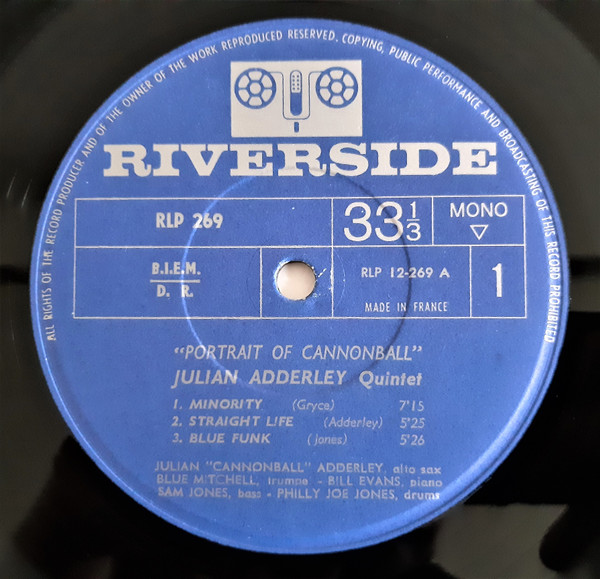 ALL RIGHTS OF THE RECORD PRODUCER AND OF THE OWNER OF THE WORK REPRODUCED RESERVED. COPYING, PUBLIC PERFORMANCE AND BROADCASTING OF THIS RECORD PROHIBITED
RIVERSIDE
RLP 269
33 1/3
MONO
B.I.E.M.
D. R.
RLP 12-269 A
MADE IN FRANCE
1
"PORTRAIT OF CANNONBALL"
JULIAN ADDERLEY Quintet
1. MINORITY (Gryce) 7'15
2. STRAIGHT LIFE (Adderley) 5'25
3. BLUE FUNK (Jones) 5'26
JULIAN "CANNONBALL" ADDERLEY, alto sax
BLUE MITCHELL, trumpe - BILL EVANS, piano
SAM JONES, bass - PHILLY JOE JONES, drums